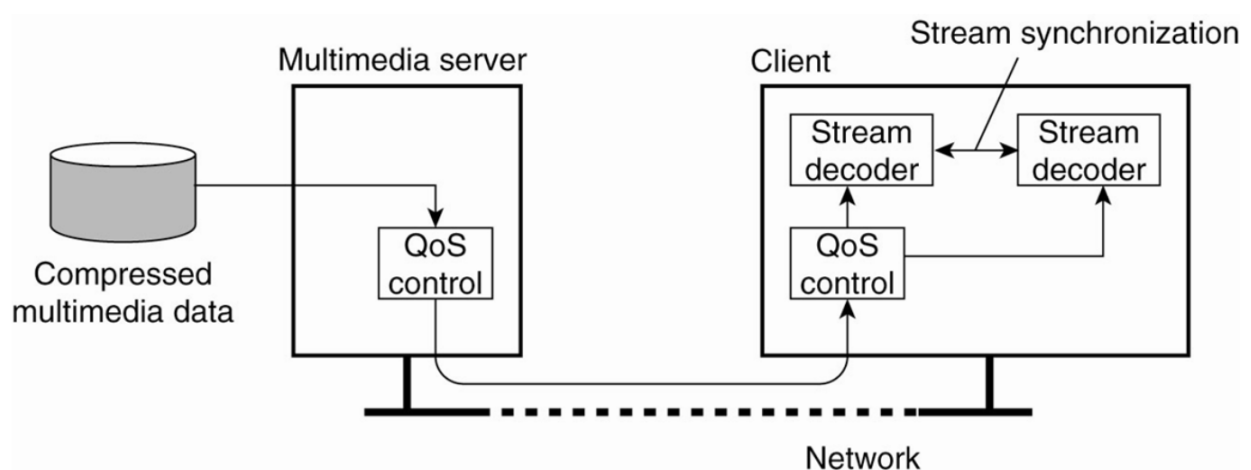 Stream synchronization
Multimedia server
Client
Stream
decoder
Stream
decoder
QoS
control
QoS
control
Compressed
multimedia data
Network